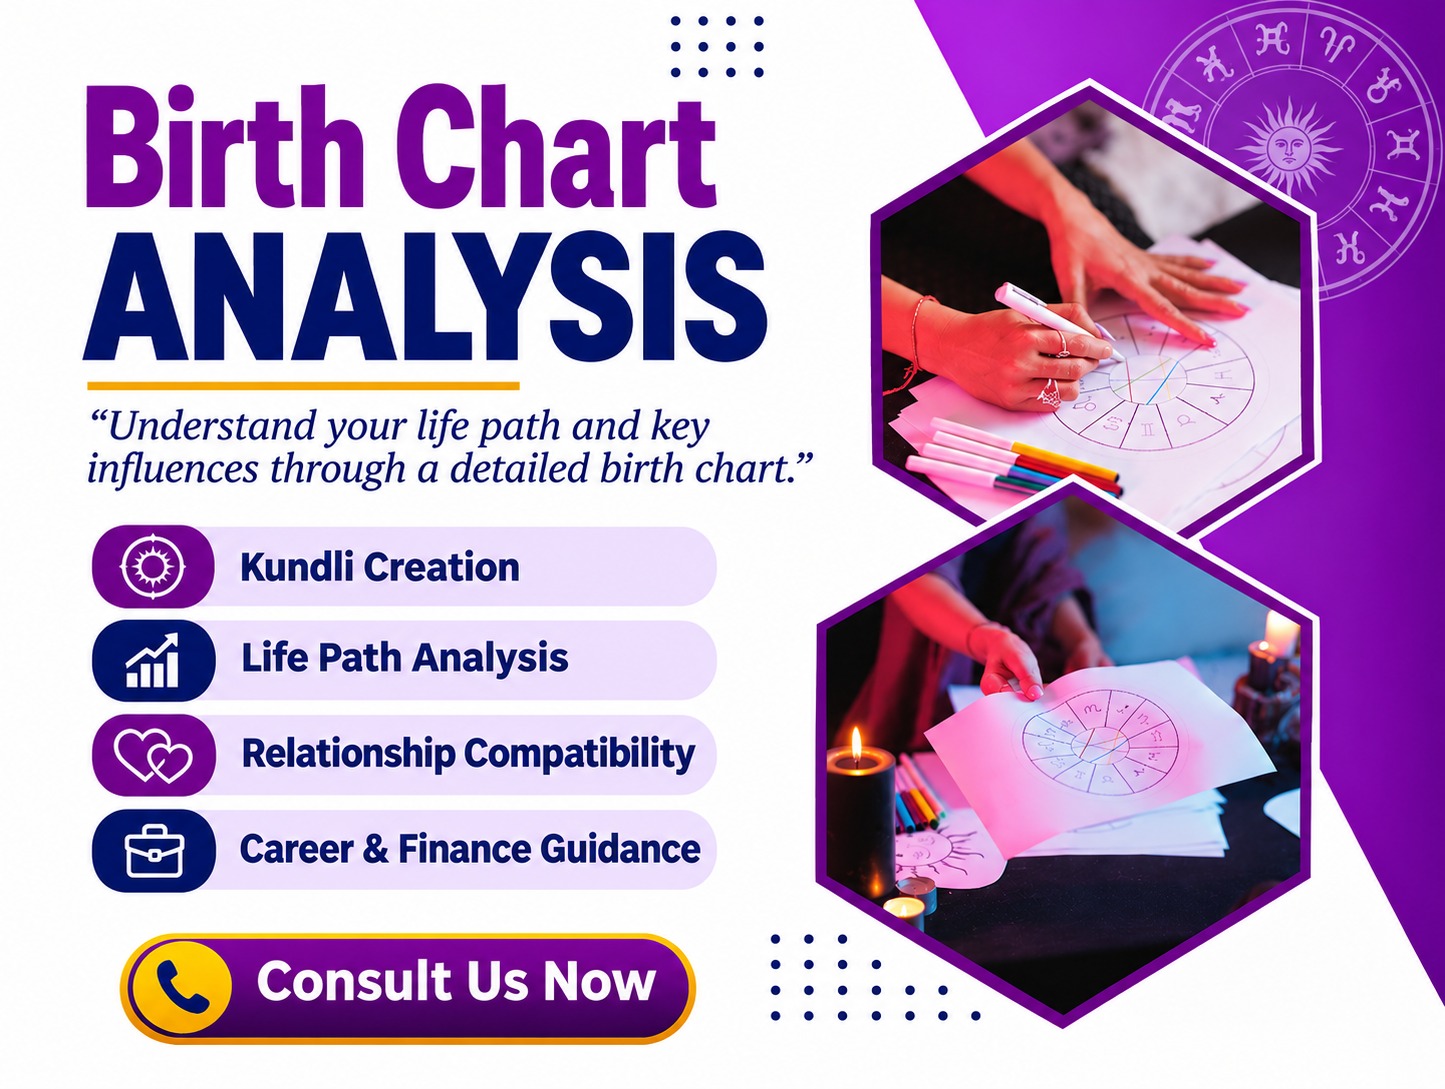 Birth Chart
ANALYSIS
“Understand your life path and key
influences through a detailed birth chart.”
Kundli Creation
Life Path Analysis
Relationship Compatibility
Career & Finance Guidance
Consult Us Now